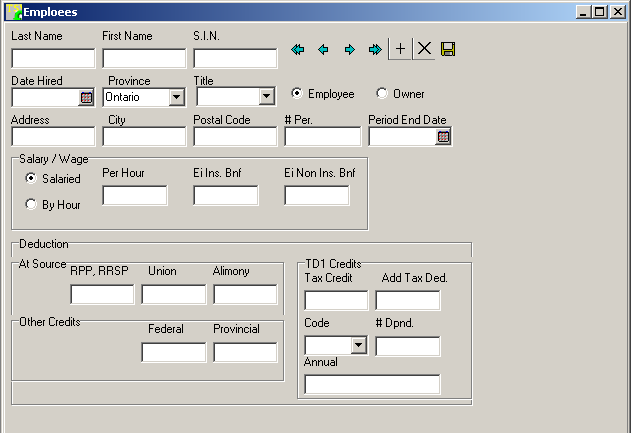 Emploees
Last Name First Name S.I.N.
Date Hired Province Title
Ontario Employee Owner
Address City Postal Code # Per. Period End Date
Salary / Wage
Salaried Per Hour Ei Ins. Bnf Ei Non Ins. Bnf
By Hour
Deduction
At Source RPP, RRSP Union Alimony
TD1 Credits
Tax Credit Add Tax Ded.
Other Credits Federal Provincial
Code # Dpnd.
Annual